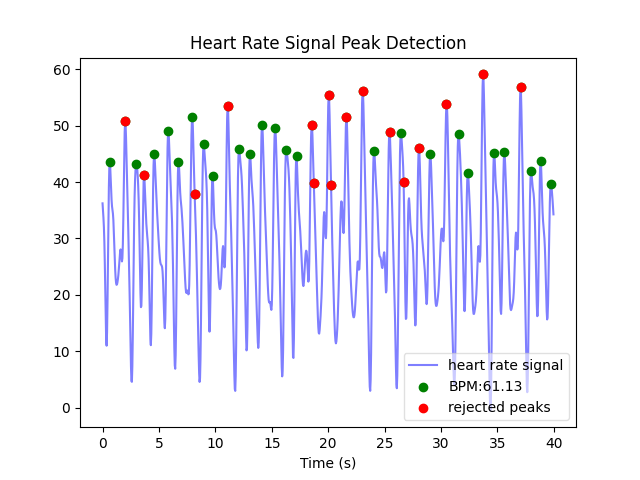 Heart Rate Signal Peak Detection
60
50
40
30
20
10
0
heart rate signal
BPM:61.13
rejected peaks
0 5 10 15 20 25 30 35 40
Time (s)